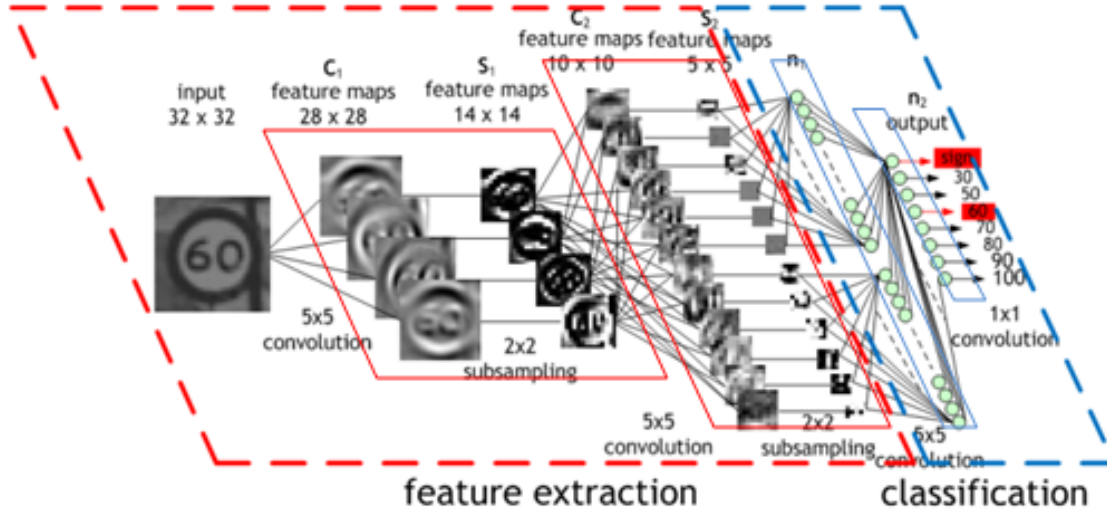 input
32 x 32
C₁
feature maps
28 x 28
S₁
feature maps
14 x 14
C₂
feature maps
10 x 10
S₂
feature maps
5 x 5
n₁
n₂
output
60
sign
30
50
60
70
80
90
100
5x5
convolution
2x2
subsampling
5x5
convolution
2x2
subsampling
5x5
convolution
1x1
convolution
feature extraction
classification